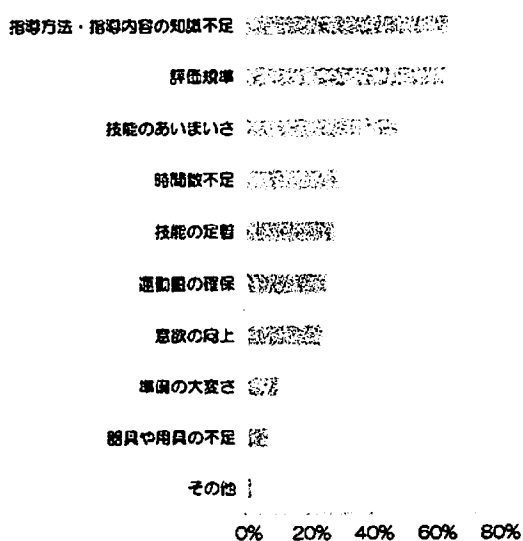 指導方法・指導内容の知識不足
評価規準
技能のあいまいさ
時間数不足
技能の定着
運動量の確保
意欲の向上
準備の大変さ
器具や用具の不足
その他
0% 20% 40% 60% 80%